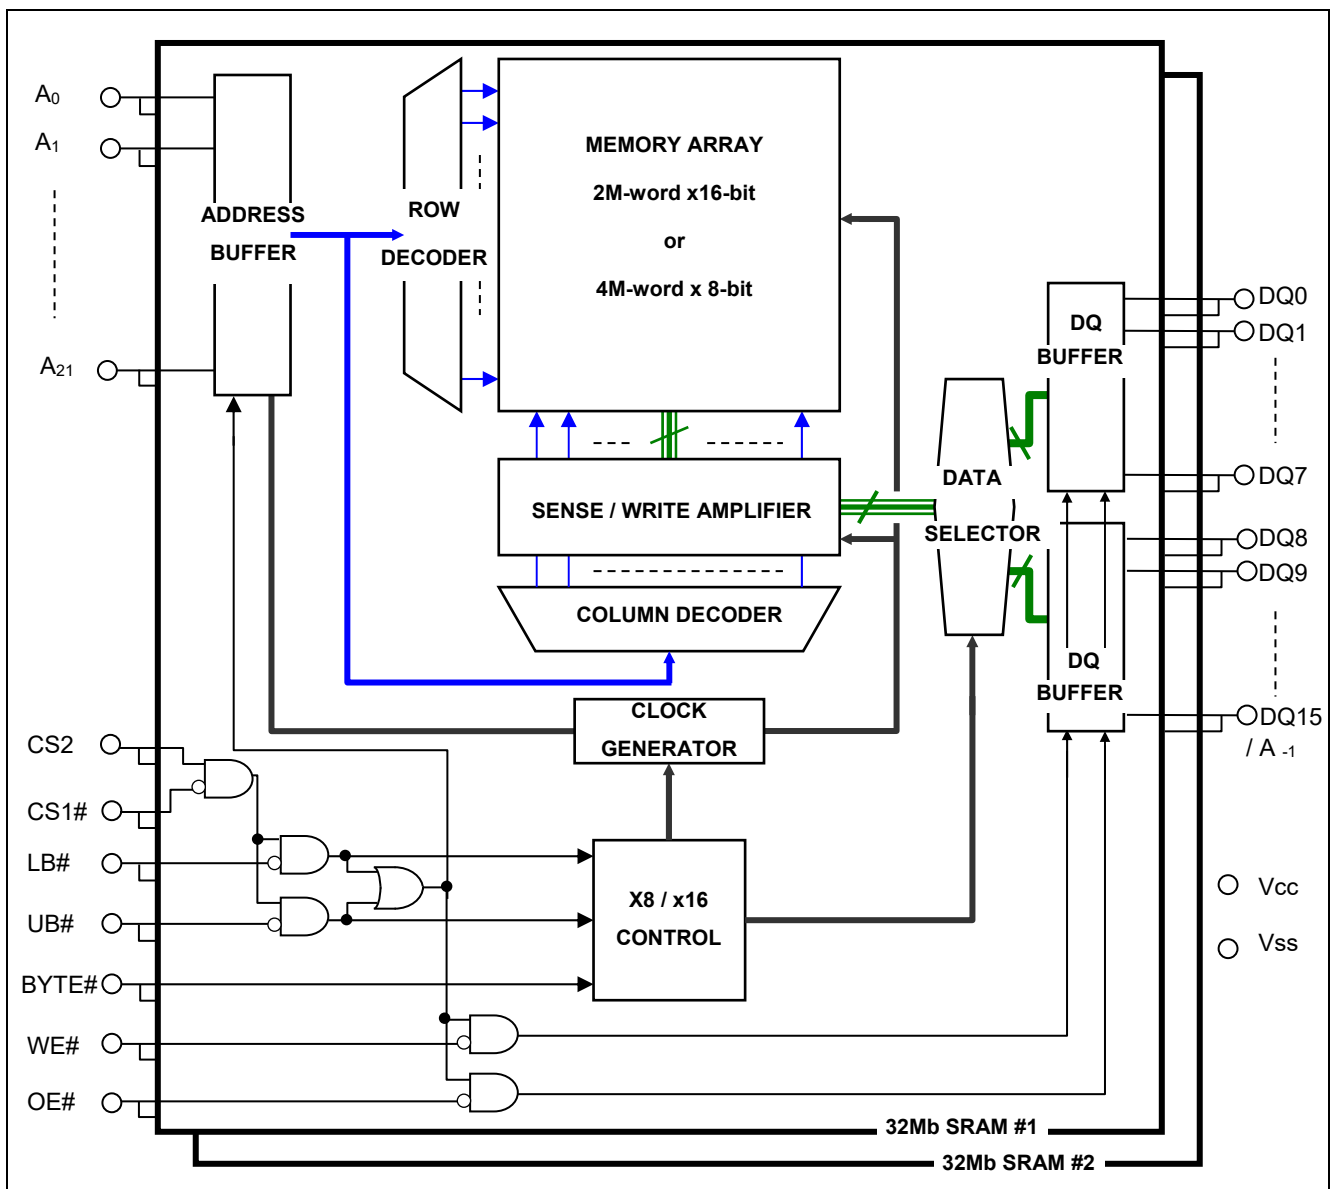 A0
A1
A21
ADDRESS
BUFFER
ROW
DECODER
MEMORY ARRAY
2M-word x16-bit
or
4M-word x 8-bit
SENSE / WRITE AMPLIFIER
COLUMN DECODER
CLOCK
GENERATOR
DATA
SELECTOR
DQ
BUFFER
DQ
BUFFER
DQ0
DQ1
DQ7
DQ8
DQ9
DQ15
/ A -1
CS2
CS1#
LB#
UB#
BYTE#
WE#
OE#
X8 / x16
CONTROL
Vcc
Vss
32Mb SRAM #1
32Mb SRAM #2